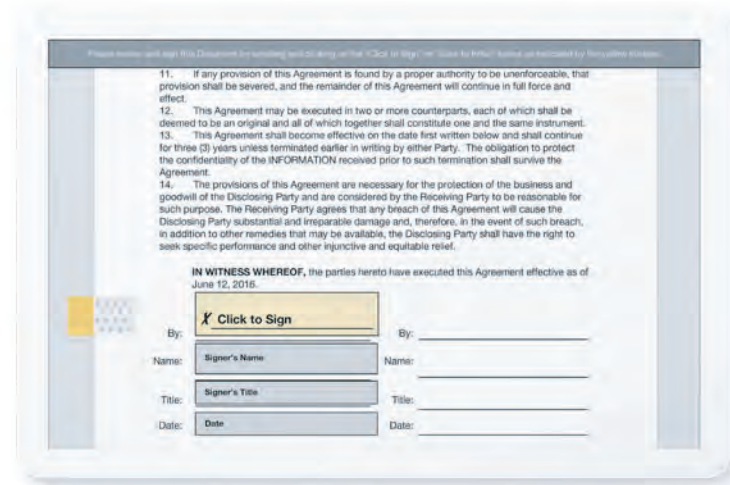 11. If any provision of this Agreement is found by a proper authority to be unenforceable, that
provision shall be severed, and the remainder of this Agreement will continue in full force and
effect.
12. This Agreement may be executed in two or more counterparts, each of which shall be
deemed to be an original and all of which together shall constitute one and the same instrument.
13. This Agreement shall become effective on the date first written below and shall continue
for three (3) years unless terminated earlier in writing by either Party. The obligation to protect
the confidentiality of the INFORMATION received prior to such termination shall survive the
Agreement.
14. The provisions of this Agreement are necessary for the protection of the business and
goodwill of the Disclosing Party and are considered by the Receiving Party to be reasonable for
such purpose. The Receiving Party agrees that any breach of this Agreement will cause the
Disclosing Party substantial and irreparable damage and, therefore, in the event of such breach,
in addition to other remedies that may be available, the Disclosing Party shall have the right to
seek specific performance and other injunctive and equitable relief.
IN WITNESS WHEREOF, the parties hereto have executed this Agreement effective as of
June 12, 2016.
By: X Click to Sign By:
Name: Signer's Name Name:
Title: Signer's Title Title:
Date: Date Date: